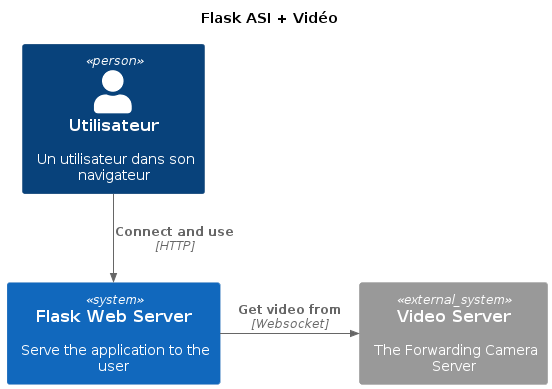 Flask ASI + Vidéo
«person»
Utilisateur
Un utilisateur dans son
navigateur
Connect and use
[HTTP]
«system»
Flask Web Server
Serve the application to the
user
Get video from
[Websocket]
«external_system»
Video Server
The Forwarding Camera
Server